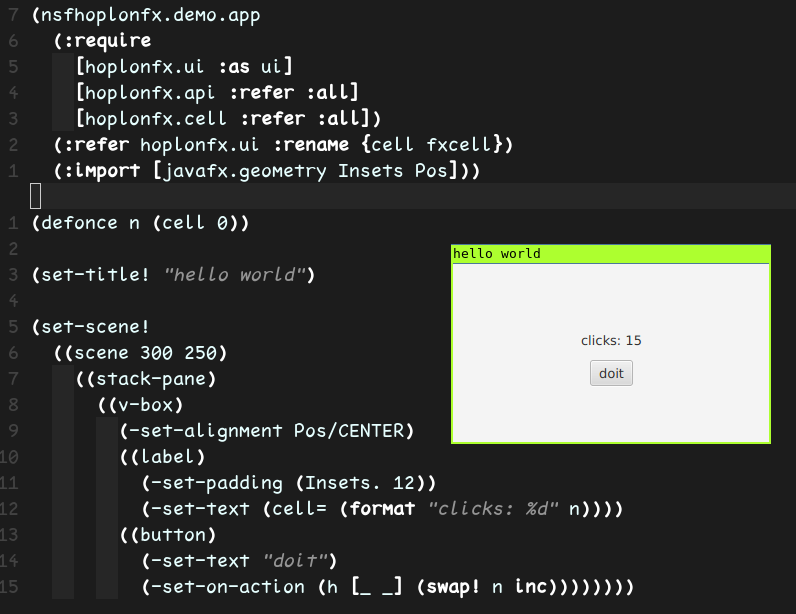 7 (nsfhoplonfx.demo.app
6   (:require
5     [hoplonfx.ui :as ui]
4     [hoplonfx.api :refer :all]
3     [hoplonfx.cell :refer :all])
2   (:refer hoplonfx.ui :rename {cell fxcell})
1   (:import [javafx.geometry Insets Pos]))
1 (defonce n (cell 0))
2
3 (set-title! "hello world")
4
5 (set-scene!
6   ((scene 300 250)
7     ((stack-pane)
8       ((v-box)
9         (-set-alignment Pos/CENTER)
10         ((label)
11           (-set-padding (Insets. 12))
12           (-set-text (cell= (format "clicks: %d" n))))
13         ((button)
14           (-set-text "doit")
15           (-set-on-action (h [_ _] (swap! n inc))))))))
hello world
clicks: 15
doit